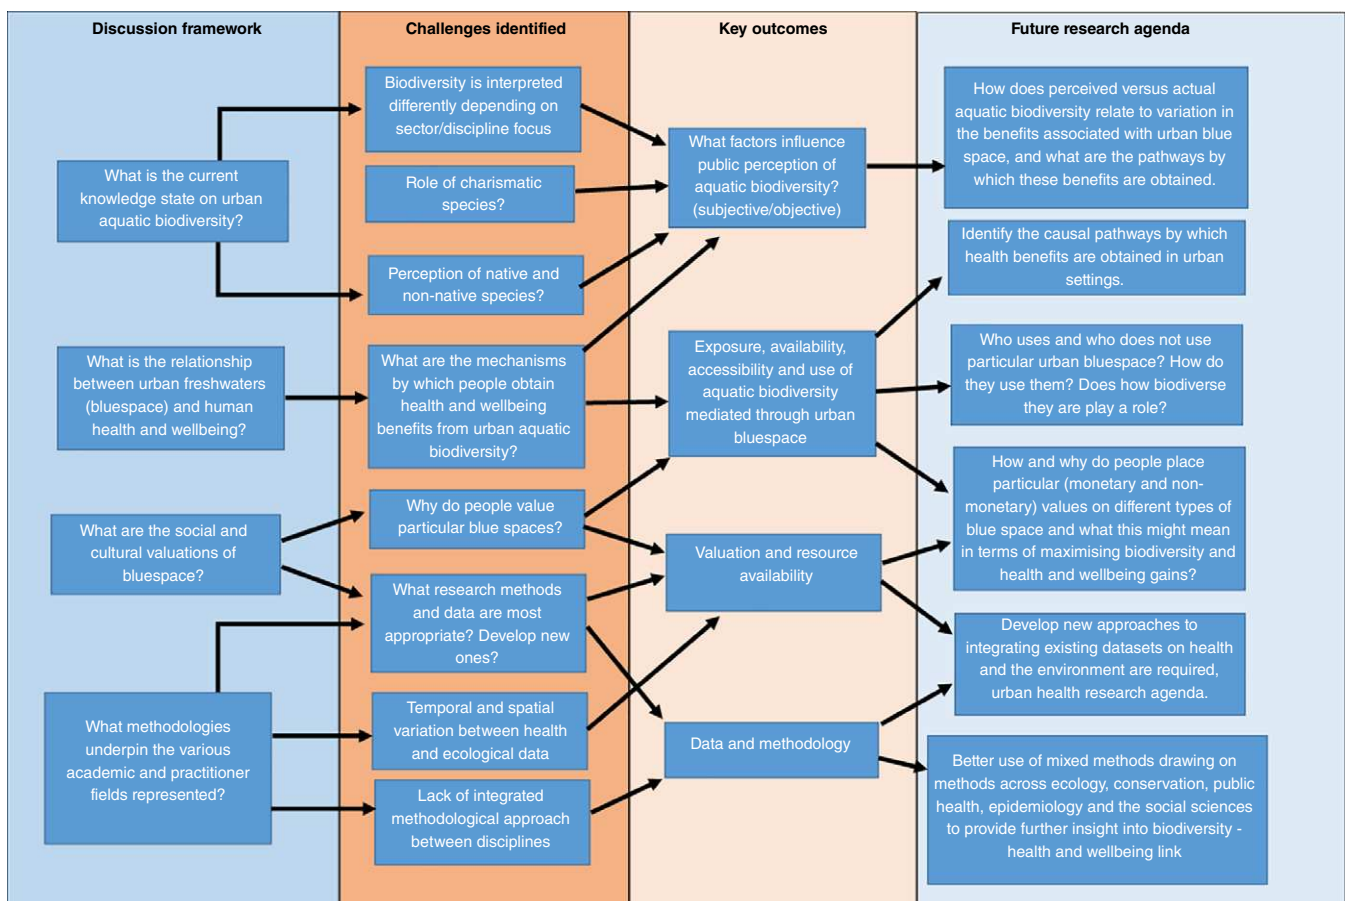 Discussion framework
What is the current
knowledge state on urban
aquatic biodiversity?
What is the relationship
between urban freshwaters
(bluespace) and human
health and wellbeing?
What are the social and
cultural valuations of
bluespace?
What methodologies
underpin the various
academic and practitioner
fields represented?
Challenges identified
Biodiversity is interpreted
differently depending on
sector/discipline focus
Role of charismatic
species?
Perception of native and
non-native species?
What are the mechanisms
by which people obtain
health and wellbeing
benefits from urban aquatic
biodiversity?
Why do people value
particular blue spaces?
What research methods
and data are most
appropriate? Develop new
ones?
Temporal and spatial
variation between health
and ecological data
Lack of integrated
methodological approach
between disciplines
Key outcomes
What factors influence
public perception of
aquatic biodiversity?
(subjective/objective)
Exposure, availability,
accessibility and use of
aquatic biodiversity
mediated through urban
bluespace
Valuation and resource
availability
Data and methodology
Future research agenda
How does perceived versus actual
aquatic biodiversity relate to variation in
the benefits associated with urban blue
space, and what are the pathways by
which these benefits are obtained.
Identify the causal pathways by which
health benefits are obtained in urban
settings.
Who uses and who does not use
particular urban bluespace? How do
they use them? Does how biodiverse
they are play a role?
How and why do people place
particular (monetary and non-
monetary) values on different types of
blue space and what this might mean
in terms of maximising biodiversity and
health and wellbeing gains?
Develop new approaches to
integrating existing datasets on health
and the environment are required,
urban health research agenda.
Better use of mixed methods drawing on
methods across ecology, conservation, public
health, epidemiology and the social sciences
to provide further insight into biodiversity -
health and wellbeing link